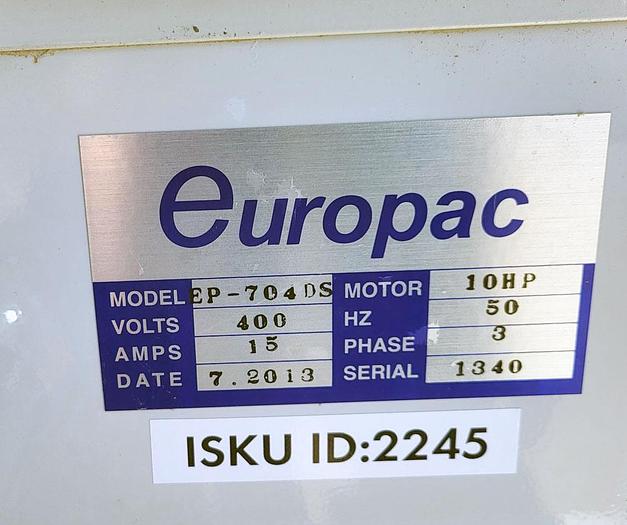 europac
MODEL EP-704DS MOTOR 10HP
VOLTS 400 HZ 50
AMPS 15 PHASE 3
DATE 7.2013 SERIAL 1340
ISKU ID:2245